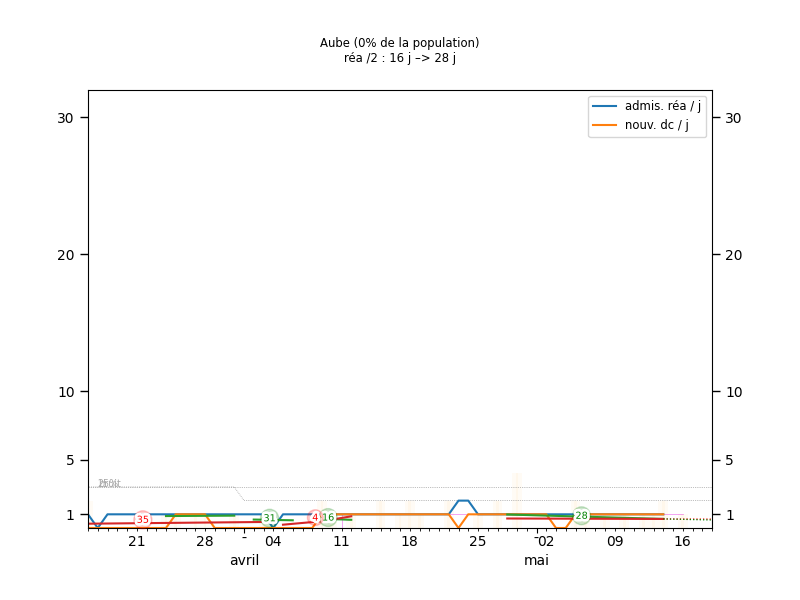 Aube (0% de la population)
réa /2 : 16 j –> 28 j
admis. réa / j
nouv. dc / j
30 30
20 20
10 10
5 5
1 1
35 31 4 16 28
21 28 - 04 11 18 25 -02 09 16
avril mai